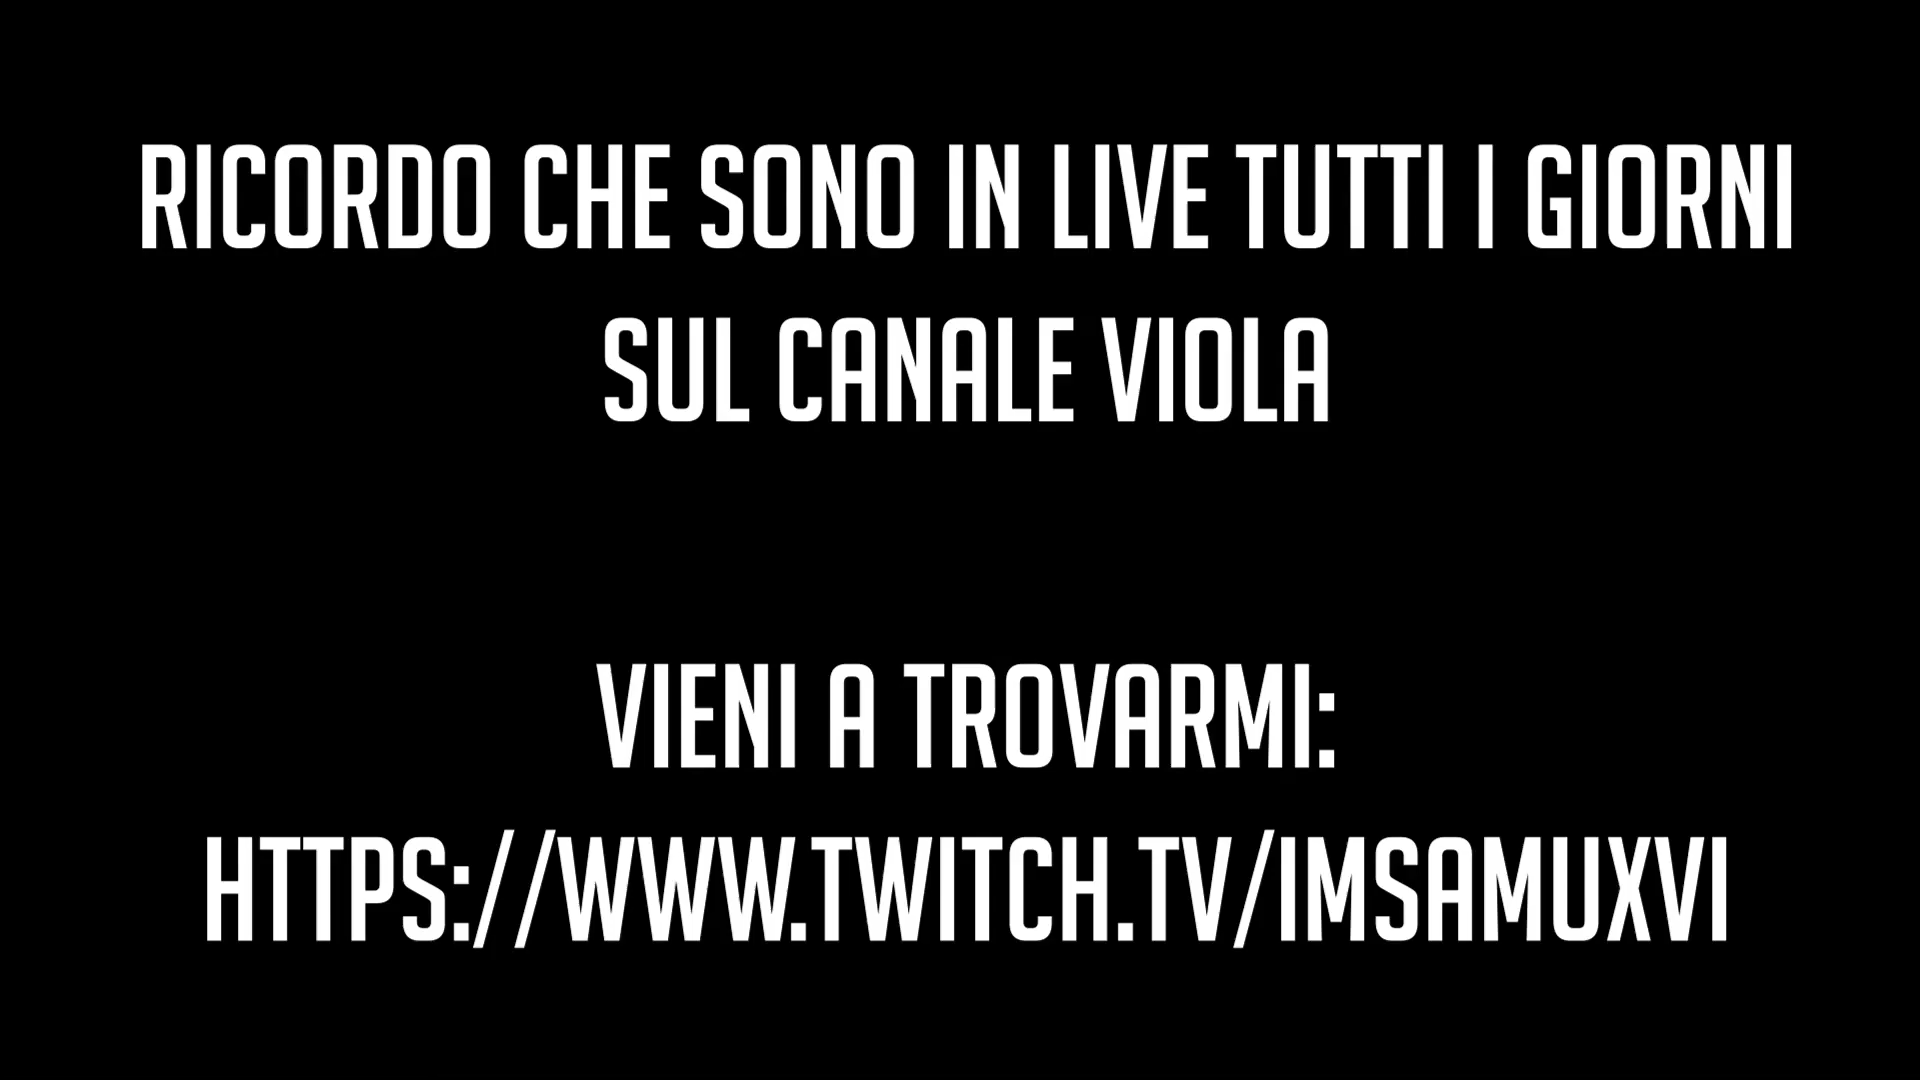 RICORDO CHE SONO IN LIVE TUTTI I GIORNI
SUL CANALE VIOLA
VIENI A TROVARMI:
HTTPS://WWW.TWITCH.TV/IMSAMUXVI